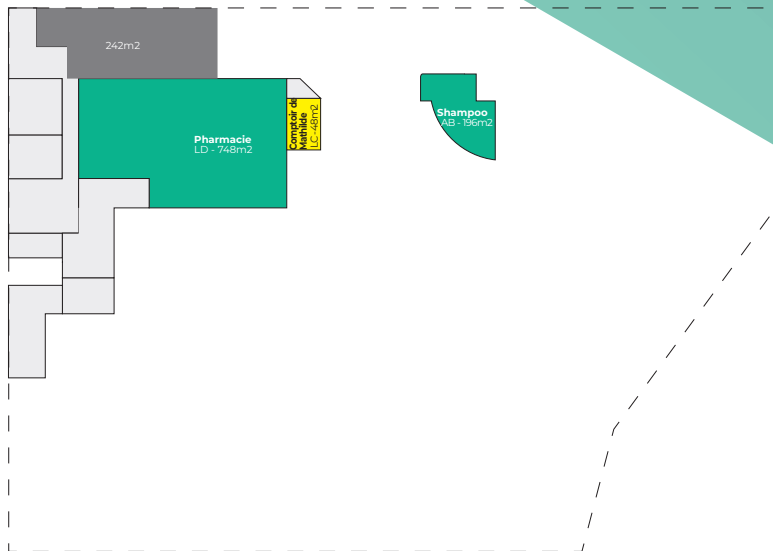 242m2
Pharmacie
LD - 748m2
Comptoir de
Mathilde
LC -48m2
Shampoo
AB - 196m2